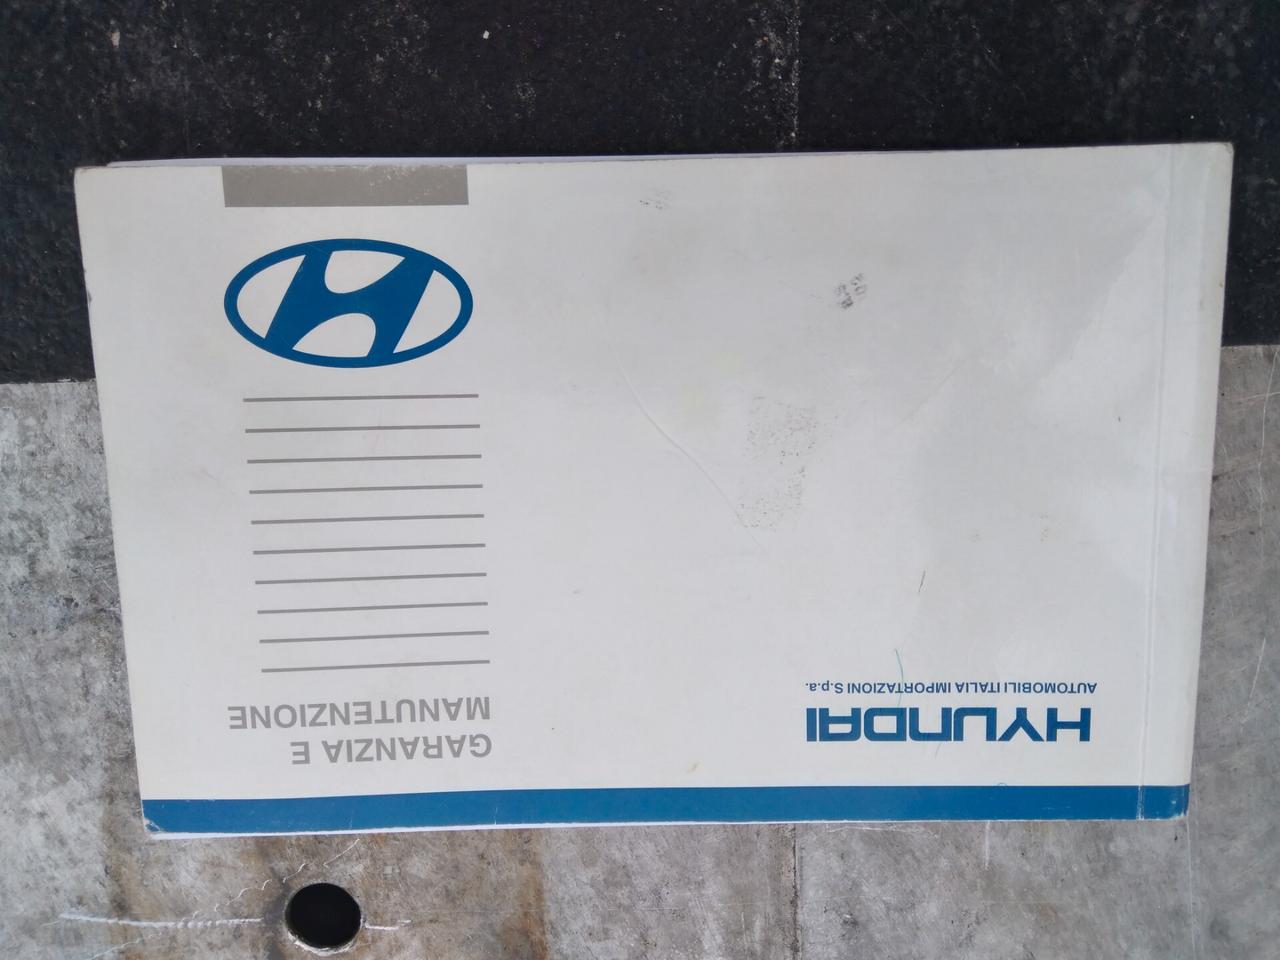 HYUNDAI
AUTOMOBILI ITALIA IMPORTAZIONI S.p.a.
GARANZIA E
MANUTENZIONE